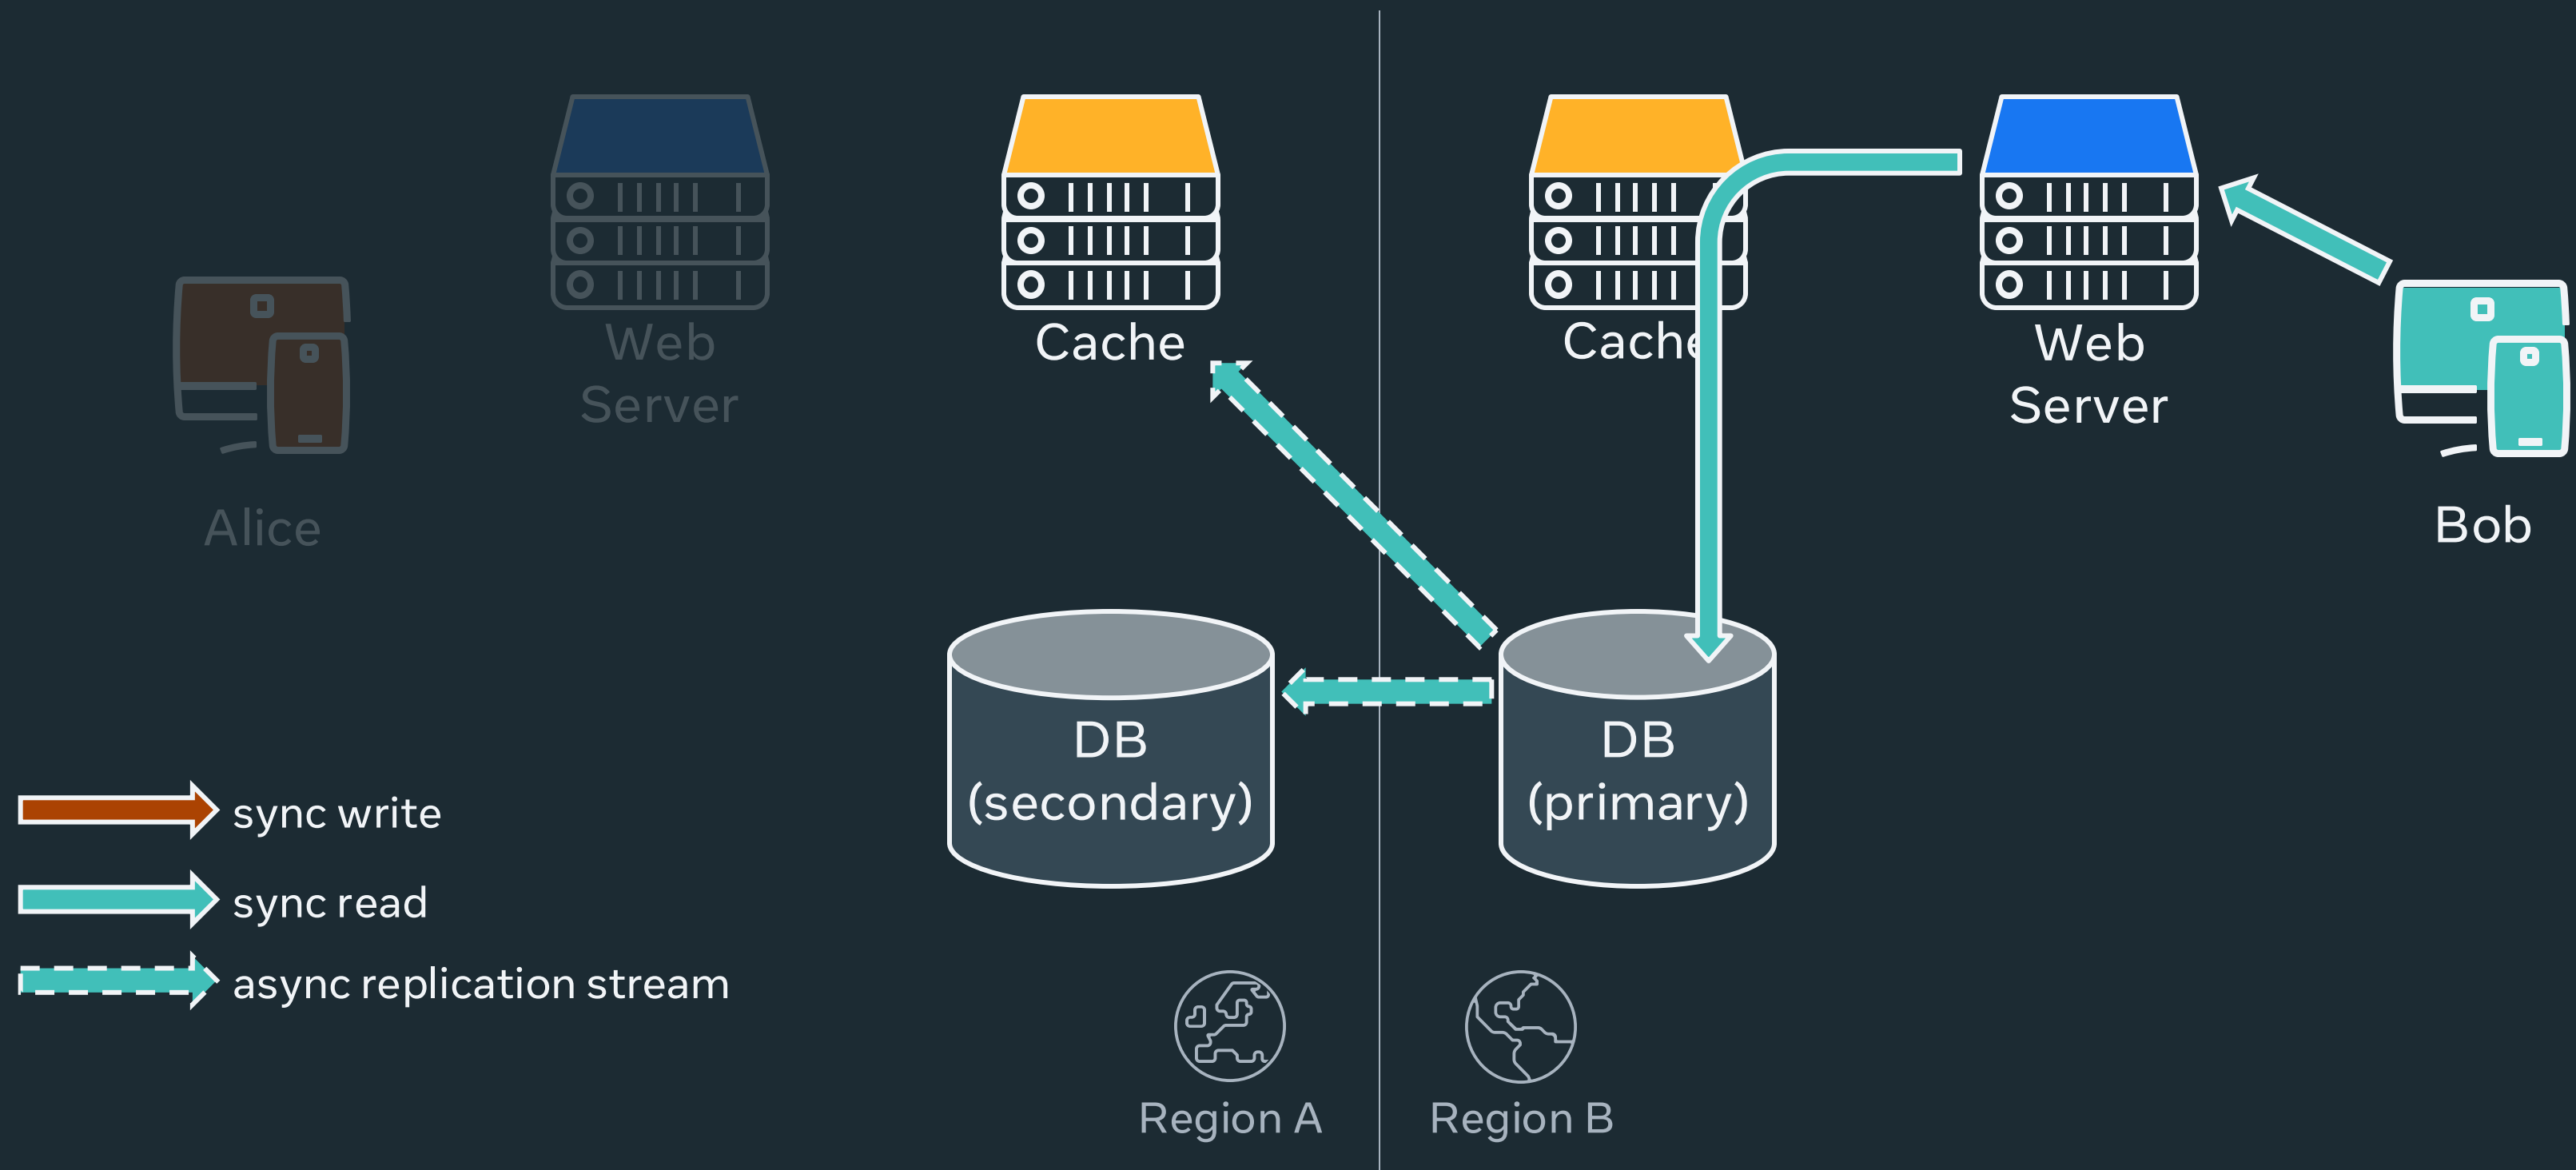 Web
Server
Alice
Cache
Cache
Web
Server
Bob
DB
(secondary)
DB
(primary)
sync write
sync read
async replication stream
Region A
Region B